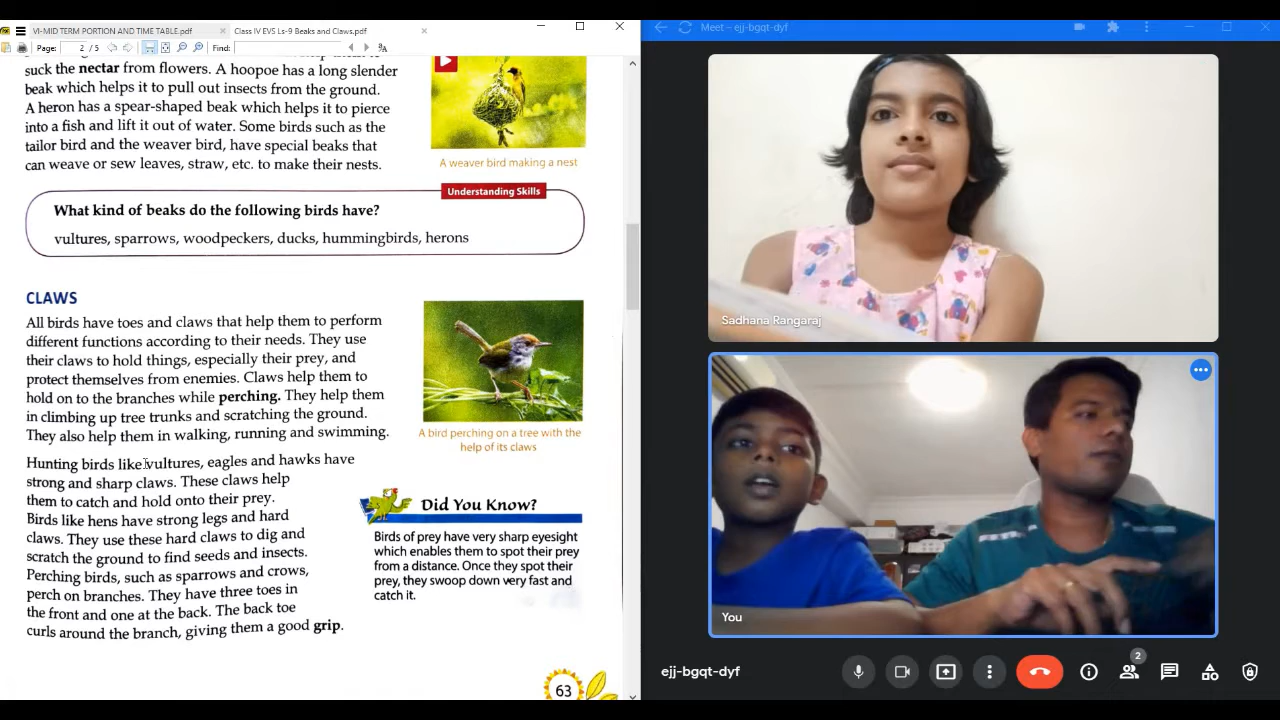 VI-MID TERM PORTION AND TIME TABLE.pdf
Class IV EVS Ls-9 Beaks and Claws.pdf
Page: 2 / 5 Find:
suck the nectar from flowers. A hoopoe has a long slender
beak which helps it to pull out insects from the ground.
A heron has a spear-shaped beak which helps it to pierce
into a fish and lift it out of water. Some birds such as the
tailor bird and the weaver bird, have special beaks that
can weave or sew leaves, straw, etc. to make their nests.
A weaver bird making a nest
Understanding Skills
What kind of beaks do the following birds have?
vultures, sparrows, woodpeckers, ducks, hummingbirds, herons
CLAWS
All birds have toes and claws that help them to perform
different functions according to their needs. They use
their claws to hold things, especially their prey, and
protect themselves from enemies. Claws help them to
hold on to the branches while perching. They help them
in climbing up tree trunks and scratching the ground.
They also help them in walking, running and swimming.
A bird perching on a tree with the
help of its claws
Hunting birds like vultures, eagles and hawks have
strong and sharp claws. These claws help
them to catch and hold onto their prey.
Birds like hens have strong legs and hard
claws. They use these hard claws to dig and
scratch the ground to find seeds and insects.
Perching birds, such as sparrows and crows,
perch on branches. They have three toes in
the front and one at the back. The back toe
curls around the branch, giving them a good grip.
Did You Know?
Birds of prey have very sharp eyesight
which enables them to spot their prey
from a distance. Once they spot their
prey, they swoop down very fast and
catch it.
63
Meet – ejj-bgqt-dyf
Sadhana Rangaraj
You
ejj-bgqt-dyf
2